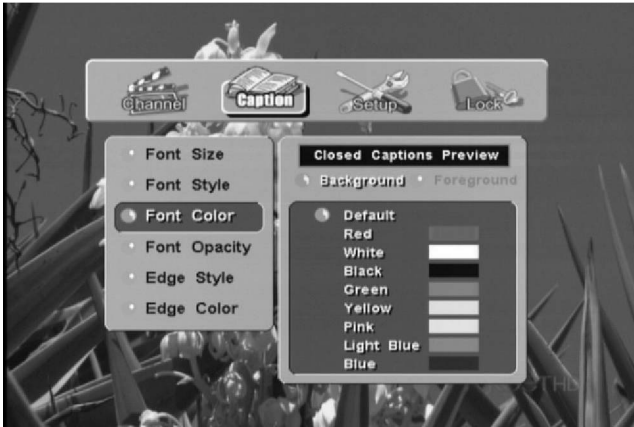 Channel Caption Setup Lock
Font Size
Font Style
Font Color
Font Opacity
Edge Style
Edge Color
Closed Captions Preview
Background Foreground
Default
Red
White
Black
Green
Yellow
Pink
Light Blue
Blue
THD